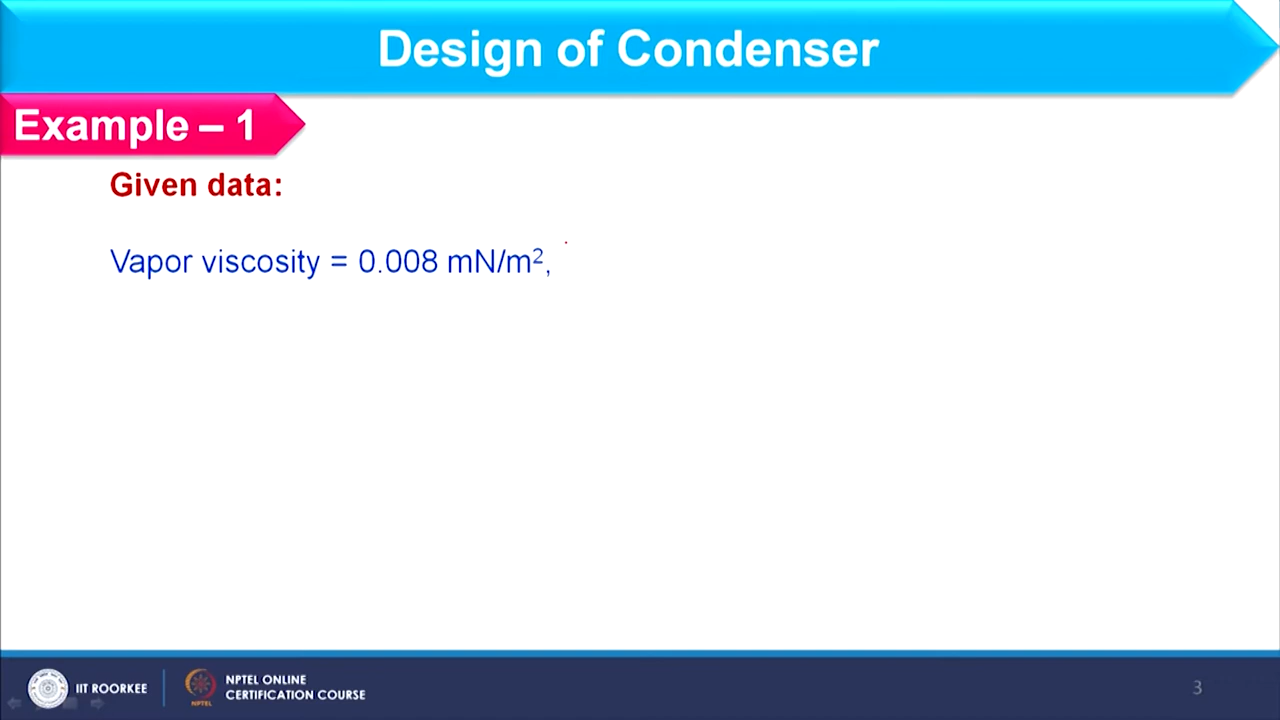 Design of Condenser
Example – 1
Given data:
Vapor viscosity = 0.008 mN/m²,
IIT ROORKEE
NPTEL ONLINE
CERTIFICATION COURSE
NPTEL
3